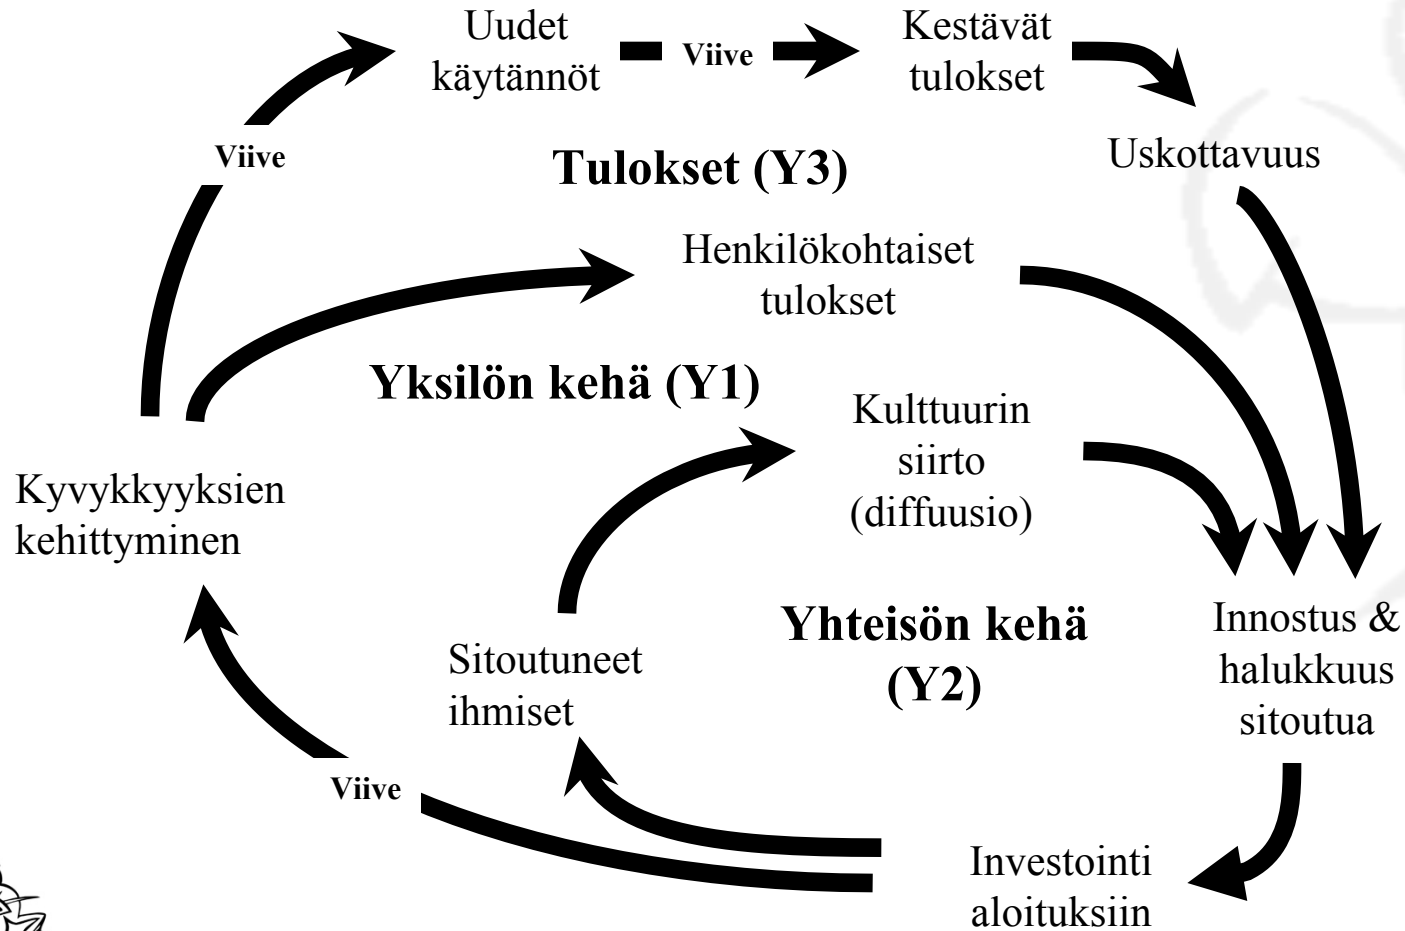 Uudet
käytännöt
Viive
Kestävät
tulokset
Viive
Tulokset (Y3)
Uskottavuus
Henkilökohtaiset
tulokset
Yksilön kehä (Y1)
Kulttuurin
siirto
(diffuusio)
Kyvykkyyksien
kehittyminen
Yhteisön kehä
(Y2)
Innostus &
halukkuus
sitoutua
Sitoutuneet
ihmiset
Viive
Investointi
aloituksiin